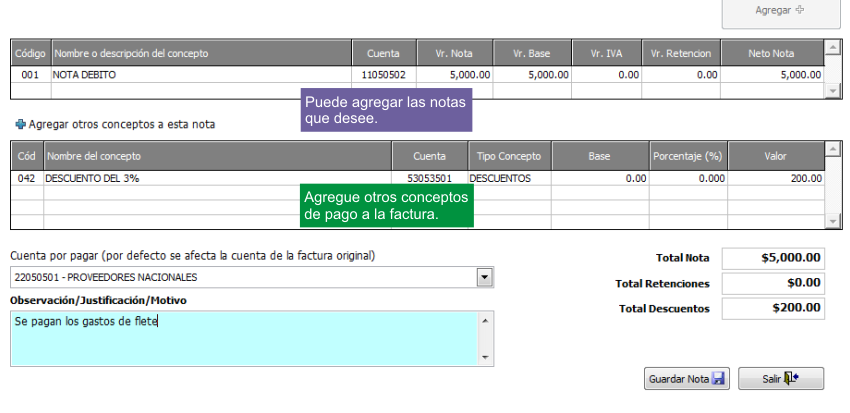 Agregar
Código Nombre o descripción del concepto Cuenta Vr. Nota Vr. Base Vr. IVA Vr. Retencion Neto Nota
001 NOTA DEBITO 11050502 5,000.00 5,000.00 0.00 0.00 5,000.00
Puede agregar las notas
que desee.
Agregar otros conceptos a esta nota
Cód Nombre del concepto Cuenta Tipo Concepto Base Porcentaje (%) Valor
042 DESCUENTO DEL 3% 53053501 DESCUENTOS 0.00 0.000 200.00
Agregue otros conceptos
de pago a la factura.
Cuenta por pagar (por defecto se afecta la cuenta de la factura original)
22050501 - PROVEEDORES NACIONALES
Observación/Justificación/Motivo
Se pagan los gastos de flete
Total Nota $5,000.00
Total Retenciones $0.00
Total Descuentos $200.00
Guardar Nota Salir